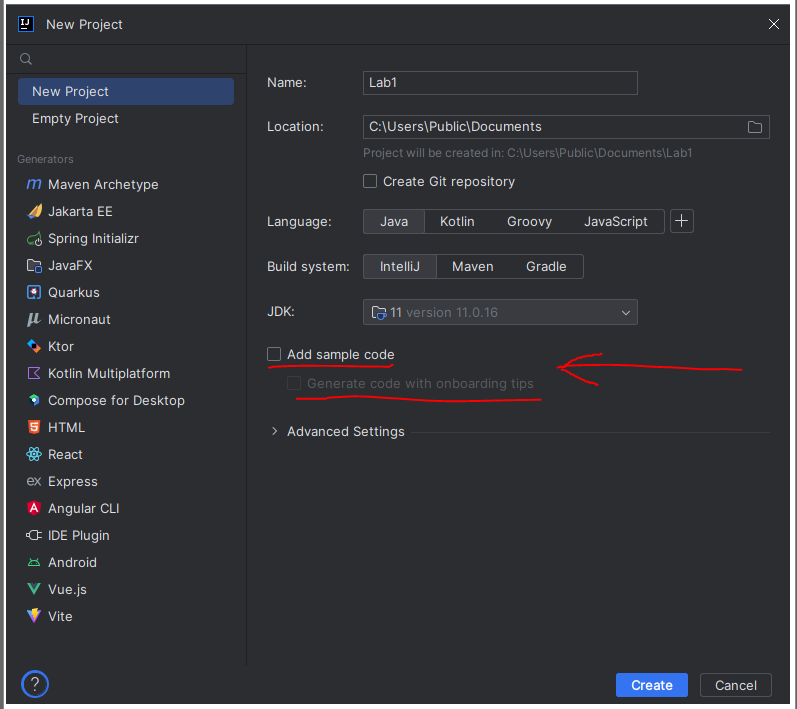 New Project
New Project
Empty Project
Generators
Maven Archetype
Jakarta EE
Spring Initializr
JavaFX
Quarkus
Micronaut
Ktor
Kotlin Multiplatform
Compose for Desktop
HTML
React
ex Express
Angular CLI
IDE Plugin
Android
Vue.js
Vite
Name: Lab1
Location: C:\Users\Public\Documents
Project will be created in: C:\Users\Public\Documents\Lab1
Create Git repository
Language: Java Kotlin Groovy JavaScript +
Build system: IntelliJ Maven Gradle
JDK: 11 version 11.0.16
Add sample code
Generate code with onboarding tips
Advanced Settings
? Create Cancel